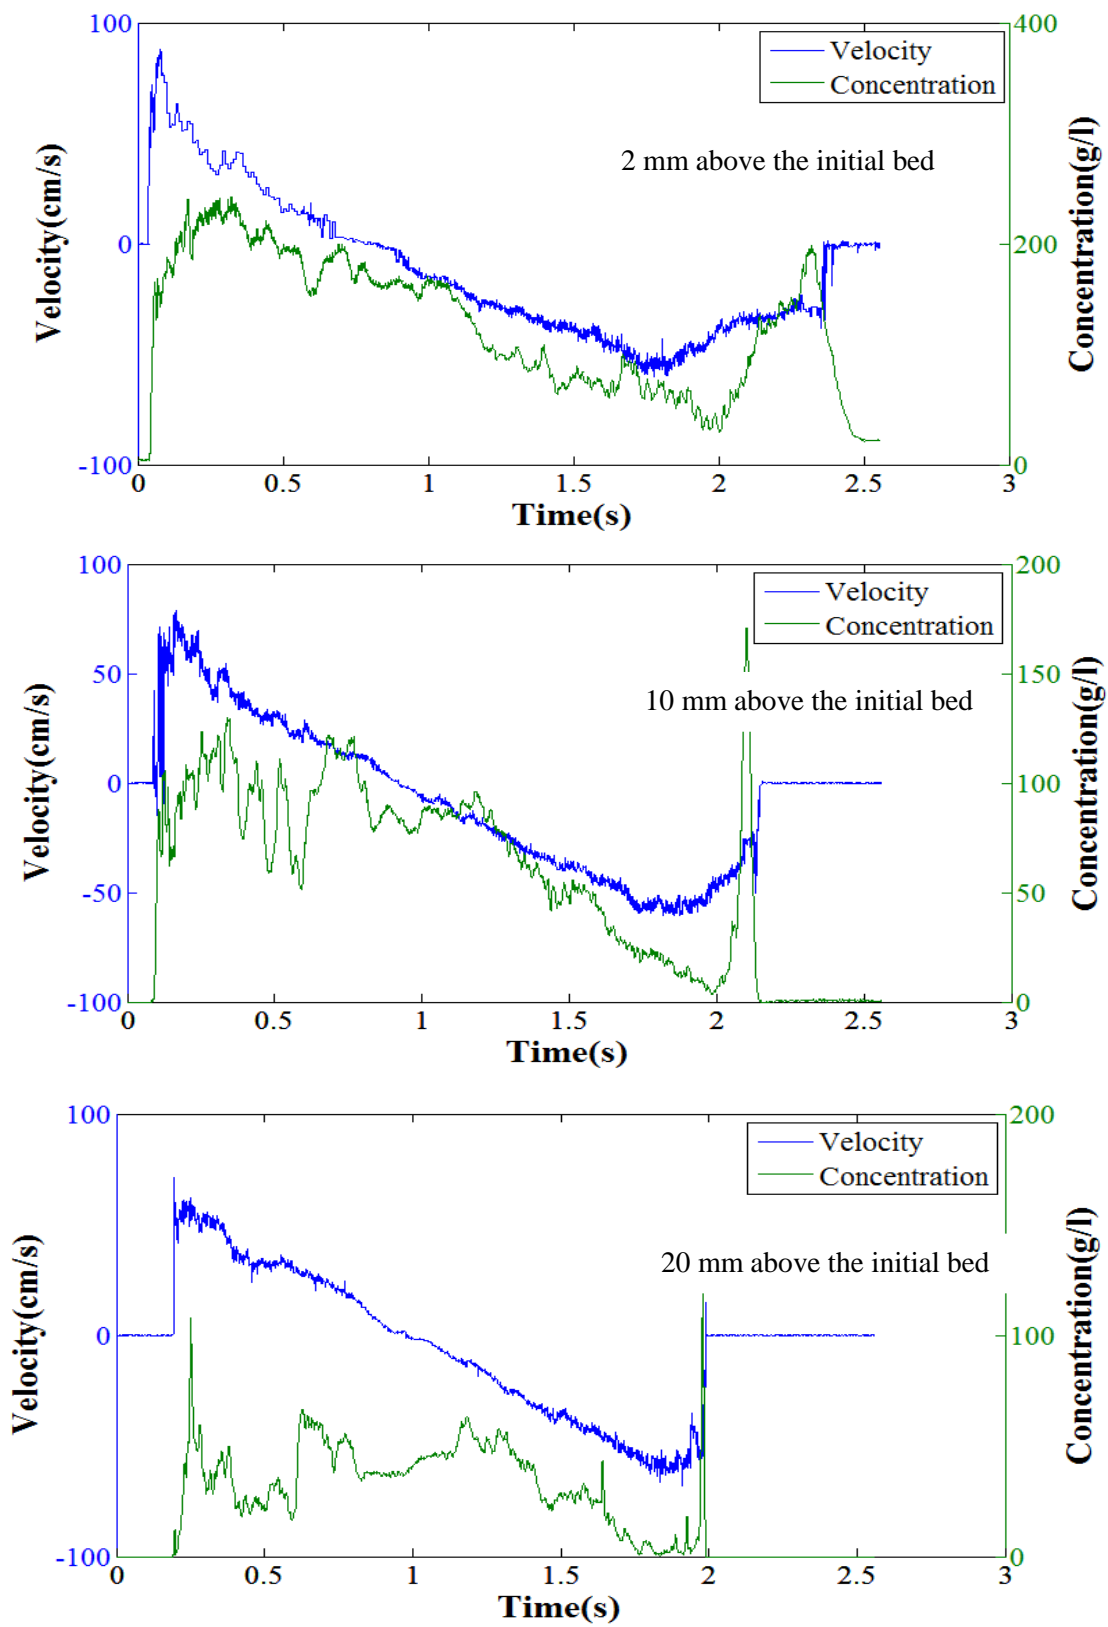 100
400
Velocity
Concentration
2 mm above the initial bed
Velocity(cm/s)
0
200
Concentration(g/l)
-100
0
0 0.5 1 1.5 2 2.5 3
Time(s)
100
200
Velocity
Concentration
50
150
10 mm above the initial bed
Velocity(cm/s)
0
100
Concentration(g/l)
-50
50
-100
0
0 0.5 1 1.5 2 2.5 3
Time(s)
100
200
Velocity
Concentration
20 mm above the initial bed
Velocity(cm/s)
0
100
Concentration(g/l)
-100
0
0 0.5 1 1.5 2 2.5 3
Time(s)